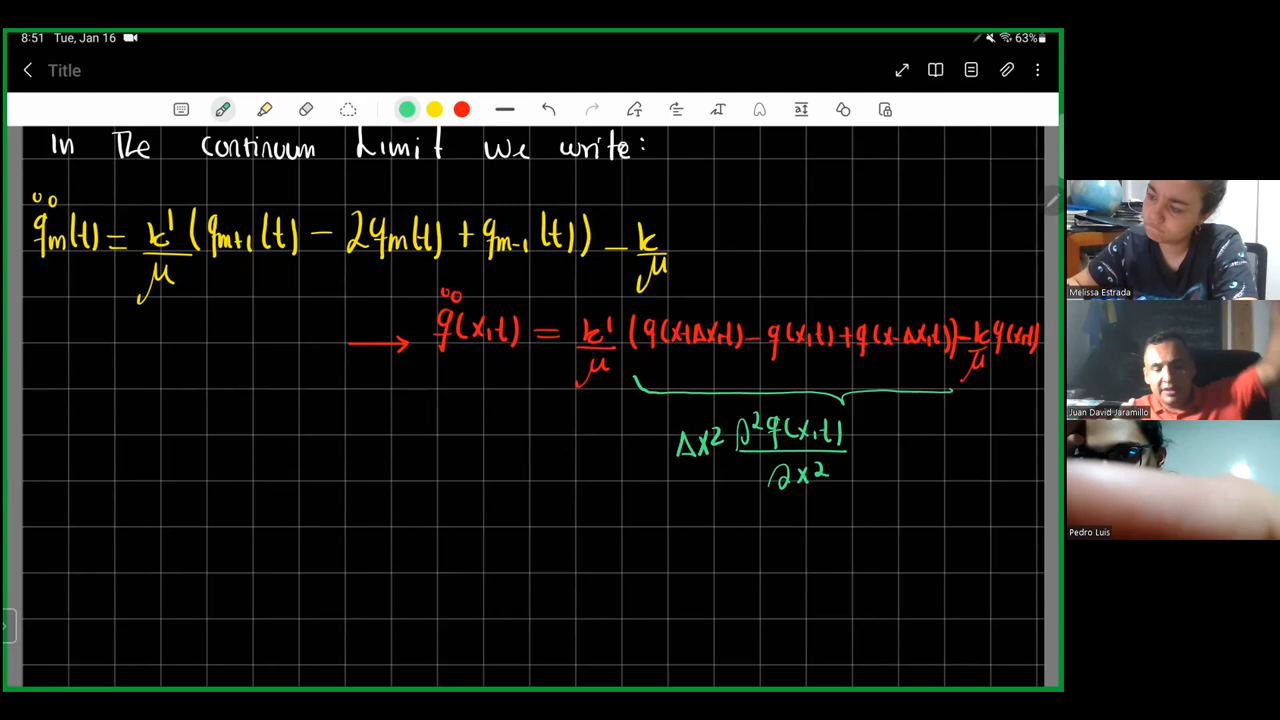 8:51 Tue, Jan 16 63%
Title
In The continuum Limit we write:
q̈m(t) = k'/μ (qm+1(t) − 2qm(t) + qm-1(t)) − k/μ
→ q̈(x,t) = k'/μ (q(x+Δx,t) − q(x,t) + q(x-Δx,t)) − k/μ q(x,t)
Δx² ∂²q(x,t)/∂x²
Melissa Estrada
Juan David Jaramillo
Pedro Luis